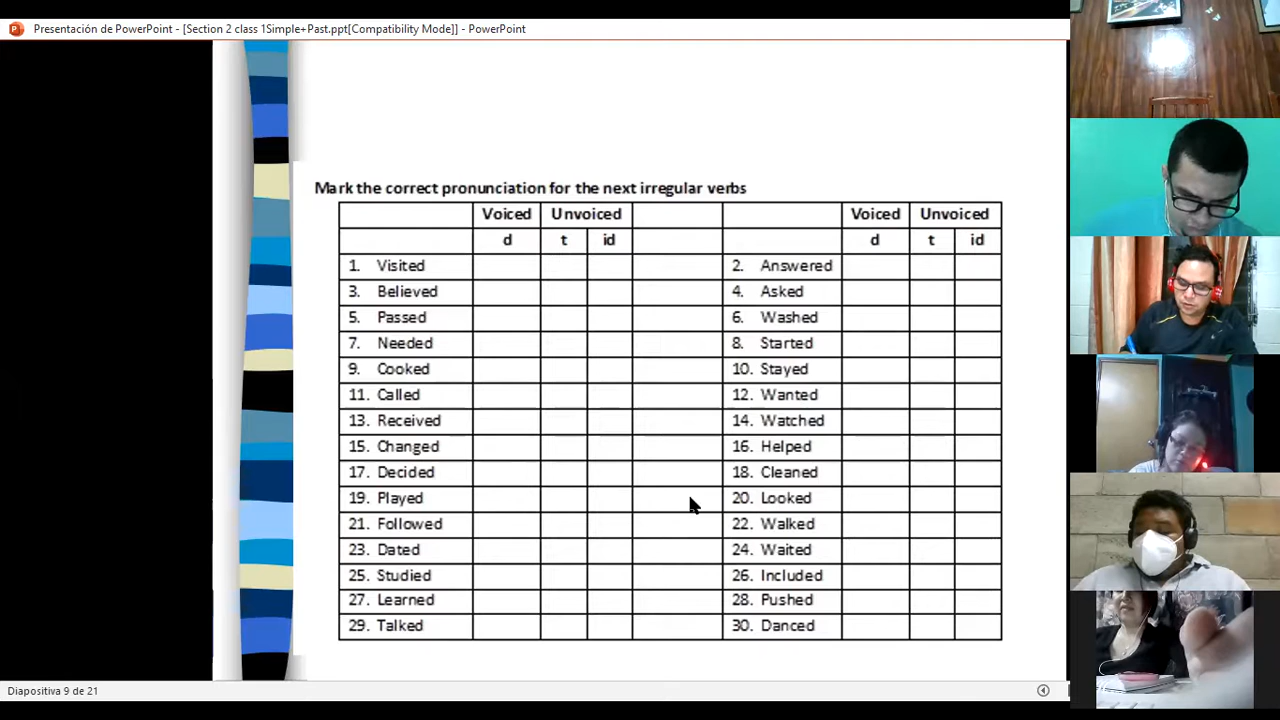 Presentación de PowerPoint - [Section 2 class 1Simple+Past.ppt[Compatibility Mode]] - PowerPoint
Mark the correct pronunciation for the next irregular verbs
Voiced Unvoiced Voiced Unvoiced
d t id d t id
1. Visited 2. Answered
3. Believed 4. Asked
5. Passed 6. Washed
7. Needed 8. Started
9. Cooked 10. Stayed
11. Called 12. Wanted
13. Received 14. Watched
15. Changed 16. Helped
17. Decided 18. Cleaned
19. Played 20. Looked
21. Followed 22. Walked
23. Dated 24. Waited
25. Studied 26. Included
27. Learned 28. Pushed
29. Talked 30. Danced
Diapositiva 9 de 21